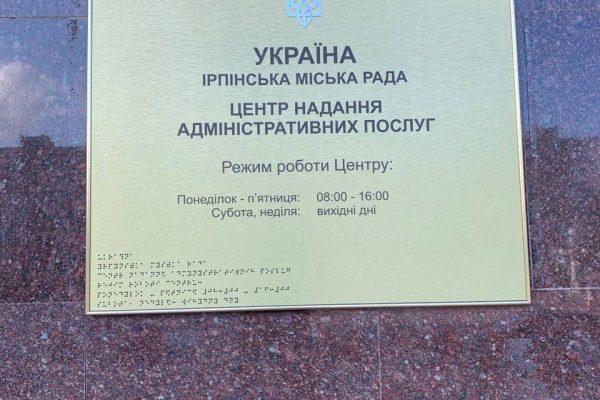 УКРАЇНА
ІРПІНСЬКА МІСЬКА РАДА
ЦЕНТР НАДАННЯ
АДМІНІСТРАТИВНИХ ПОСЛУГ
Режим роботи Центру:
Понеділок - п'ятниця: 08:00 - 16:00
Субота, неділя: вихідні дні